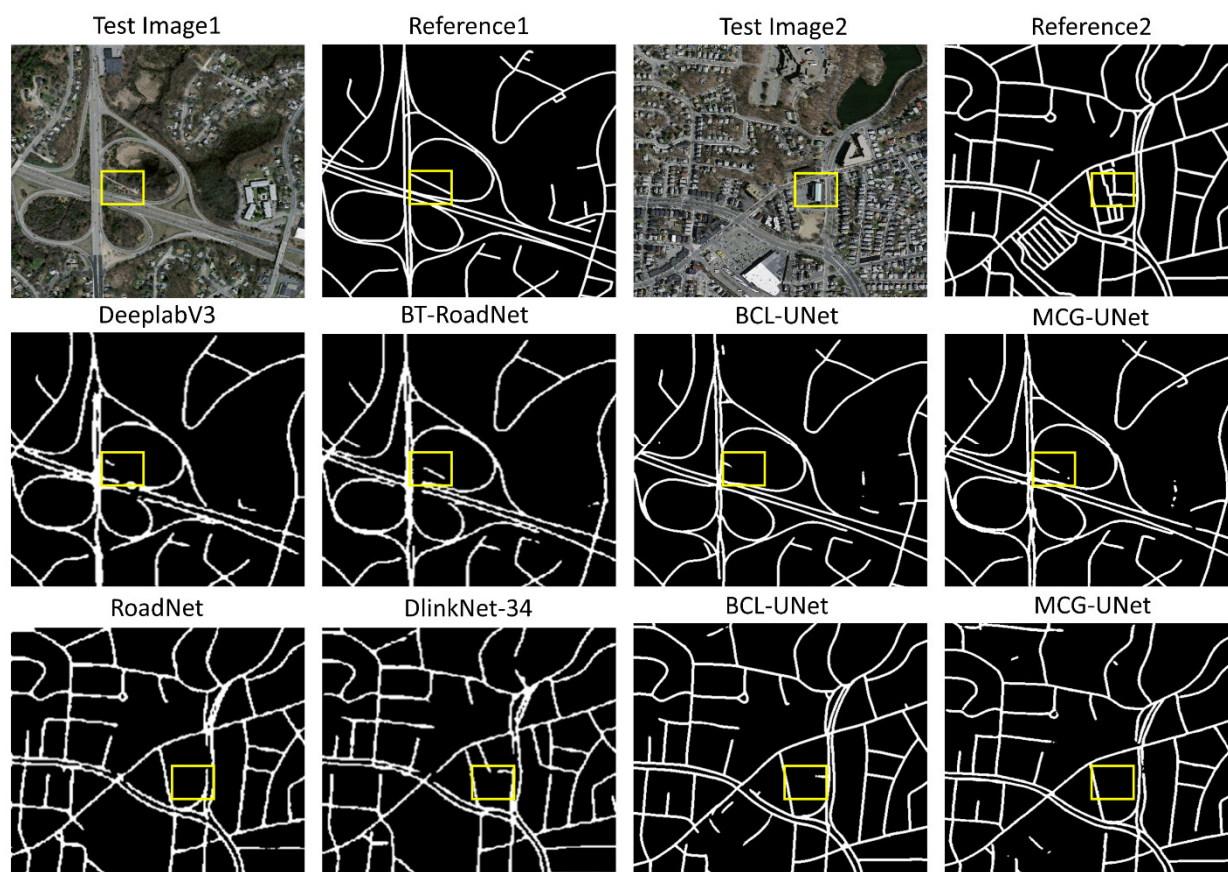 Test Image1 Reference1 Test Image2 Reference2
DeeplabV3 BT-RoadNet BCL-UNet MCG-UNet
RoadNet DlinkNet-34 BCL-UNet MCG-UNet